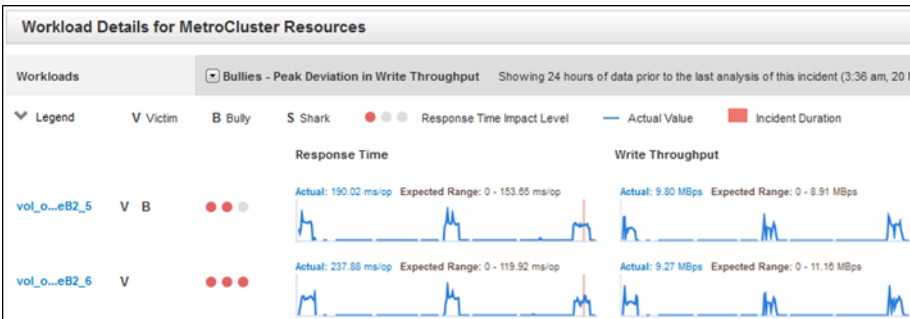 Workload Details for MetroCluster Resources
Workloads Bullies - Peak Deviation in Write Throughput Showing 24 hours of data prior to the last analysis of this incident (3:36 am, 20
Legend V Victim B Bully S Shark Response Time Impact Level Actual Value Incident Duration
Response Time Write Throughput
Actual: 190.02 ms/op Expected Range: 0 - 153.65 ms/op Actual: 9.80 MBps Expected Range: 0 - 8.91 MBps
vol_o...eB2_5 V B
Actual: 237.88 ms/op Expected Range: 0 - 119.92 ms/op Actual: 9.27 MBps Expected Range: 0 - 11.16 MBps
vol_o...eB2_6 V